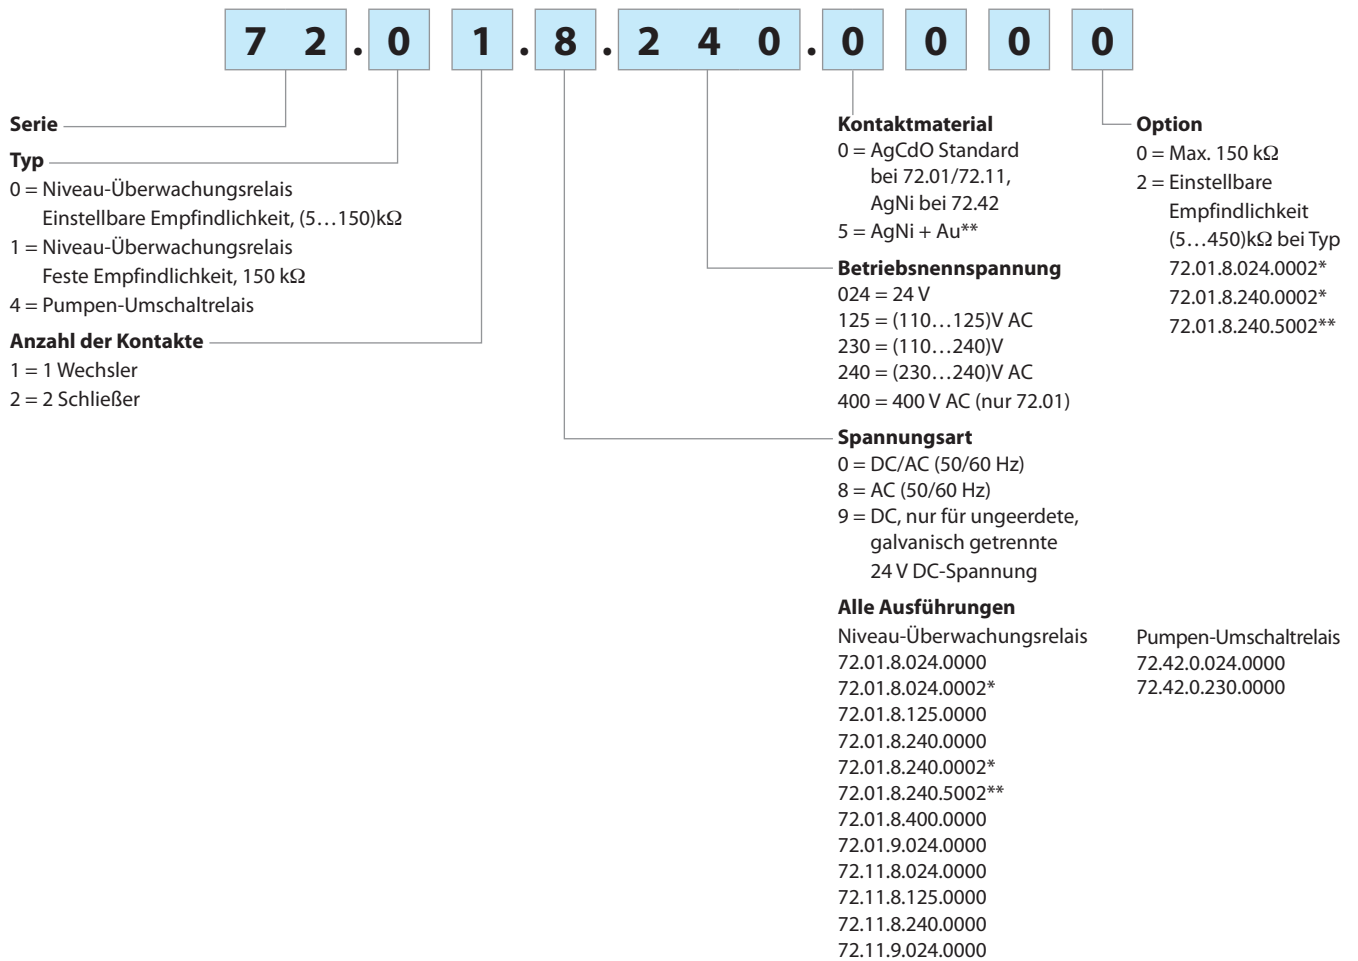 7 2 . 0 1 . 8 . 2 4 0 . 0 0 0 0
Serie
Typ
0 = Niveau-Überwachungsrelais
Einstellbare Empfindlichkeit, (5…150)kΩ
1 = Niveau-Überwachungsrelais
Feste Empfindlichkeit, 150 kΩ
4 = Pumpen-Umschaltrelais
Anzahl der Kontakte
1 = 1 Wechsler
2 = 2 Schließer
Kontaktmaterial
0 = AgCdO Standard
bei 72.01/72.11,
AgNi bei 72.42
5 = AgNi + Au**
Betriebsnennspannung
024 = 24 V
125 = (110…125)V AC
230 = (110…240)V
240 = (230…240)V AC
400 = 400 V AC (nur 72.01)
Spannungsart
0 = DC/AC (50/60 Hz)
8 = AC (50/60 Hz)
9 = DC, nur für ungeerdete,
galvanisch getrennte
24 V DC-Spannung
Option
0 = Max. 150 kΩ
2 = Einstellbare
Empfindlichkeit
(5…450)kΩ bei Typ
72.01.8.024.0002*
72.01.8.240.0002*
72.01.8.240.5002**
Alle Ausführungen
Niveau-Überwachungsrelais
72.01.8.024.0000
72.01.8.024.0002*
72.01.8.125.0000
72.01.8.240.0000
72.01.8.240.0002*
72.01.8.240.5002**
72.01.8.400.0000
72.01.9.024.0000
72.11.8.024.0000
72.11.8.125.0000
72.11.8.240.0000
72.11.9.024.0000
Pumpen-Umschaltrelais
72.42.0.024.0000
72.42.0.230.0000